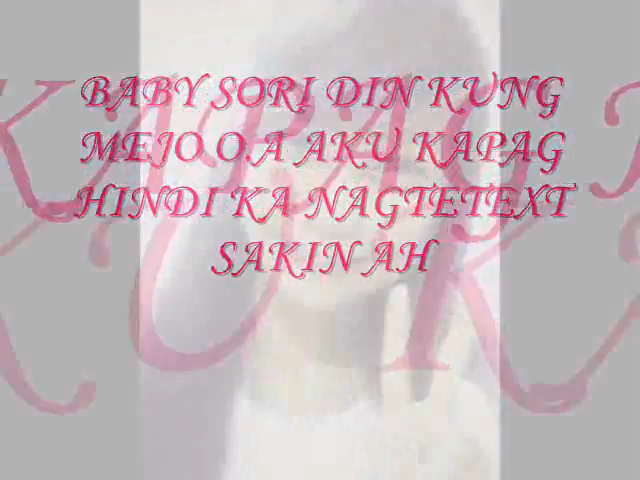 BABY SORI DIN KUNG
MEJO O.A AKU KAPAG
HINDI KA NAGTETEXT
SAKIN AH